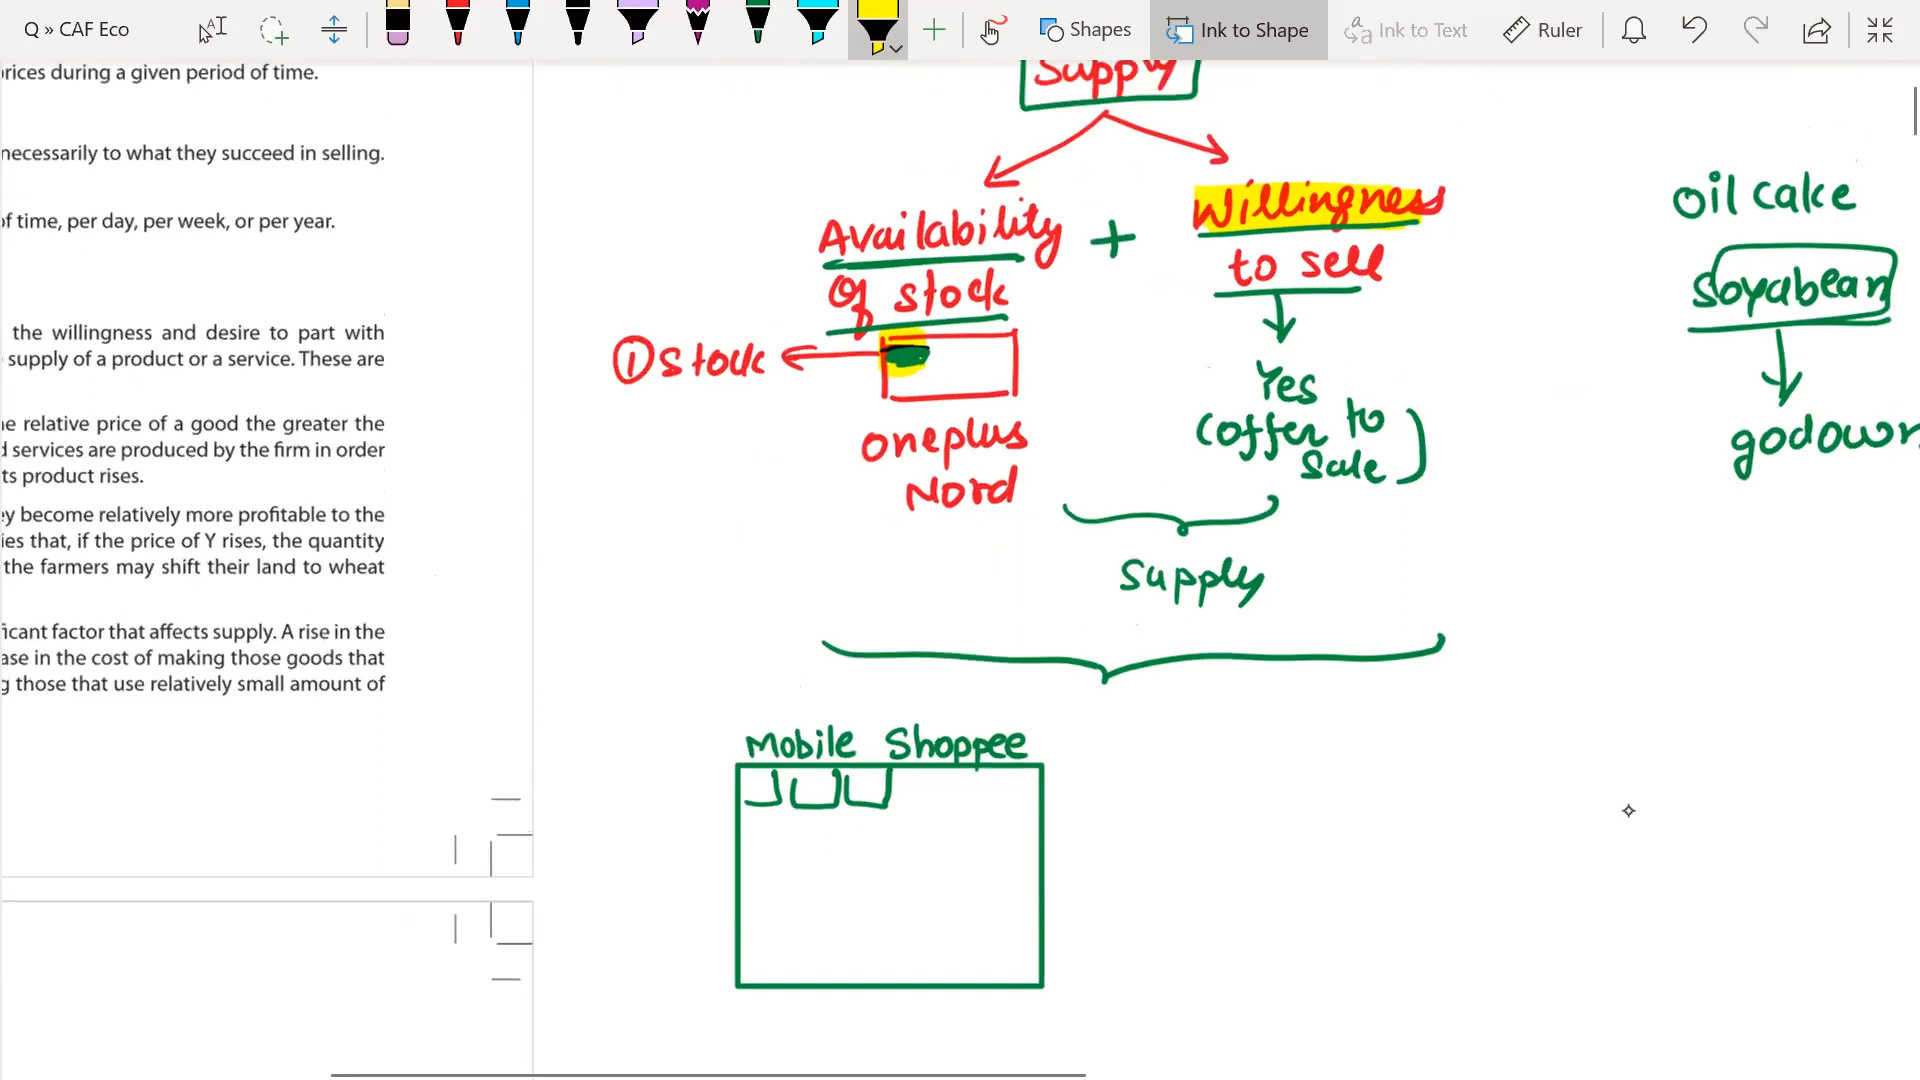 Q » CAF Eco
Shapes
Ink to Shape
Ink to Text
Ruler
rices during a given period of time.
necessarily to what they succeed in selling.
of time, per day, per week, or per year.
the willingness and desire to part with
supply of a product or a service. These are
e relative price of a good the greater the
services are produced by the firm in order
ts product rises.
ey become relatively more profitable to the
ies that, if the price of Y rises, the quantity
the farmers may shift their land to wheat
ficant factor that affects supply. A rise in the
ase in the cost of making those goods that
g those that use relatively small amount of
Supply
Availability
Of stock
+
Willingness
to sell
① stock
oneplus
Nord
Yes
(offer to
Sale)
Supply
Mobile Shoppee
oil cake
Soyabean
godown